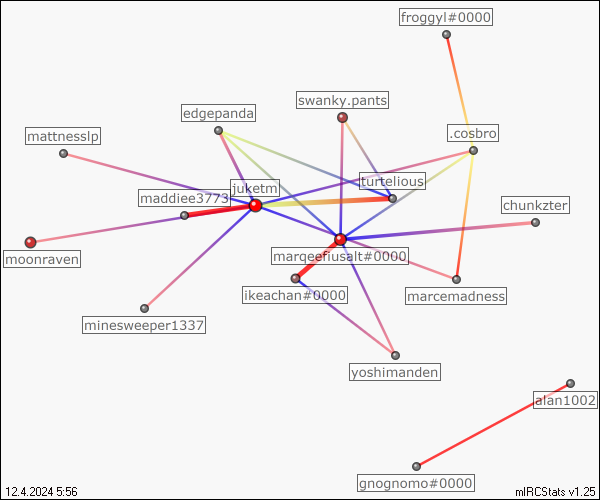 froggyl#0000
swanky.pants
edgepanda
.cosbro
mattnesslp
juketm
turtelious
maddiee3773
chunkzter
moonraven
marqeefiusalt#0000
ikeachan#0000
marcemadness
minesweeper1337
yoshimanden
alan1002
gnognomo#0000
12.4.2024 5:56
mIRCStats v1.25